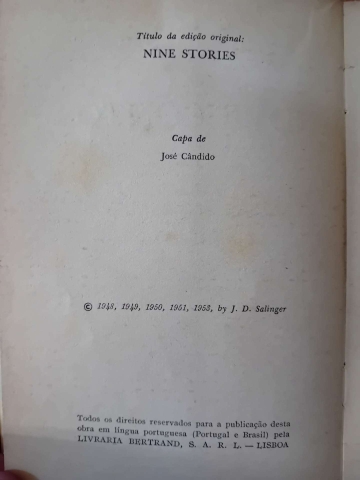 Título da edição original:
NINE STORIES
Capa de
José Cândido
© 1948, 1949, 1950, 1951, 1953, by J. D. Salinger
Todos os direitos reservados para a publicação desta
obra em língua portuguesa (Portugal e Brasil) pela
LIVRARIA BERTRAND, S. A. R. L. — LISBOA